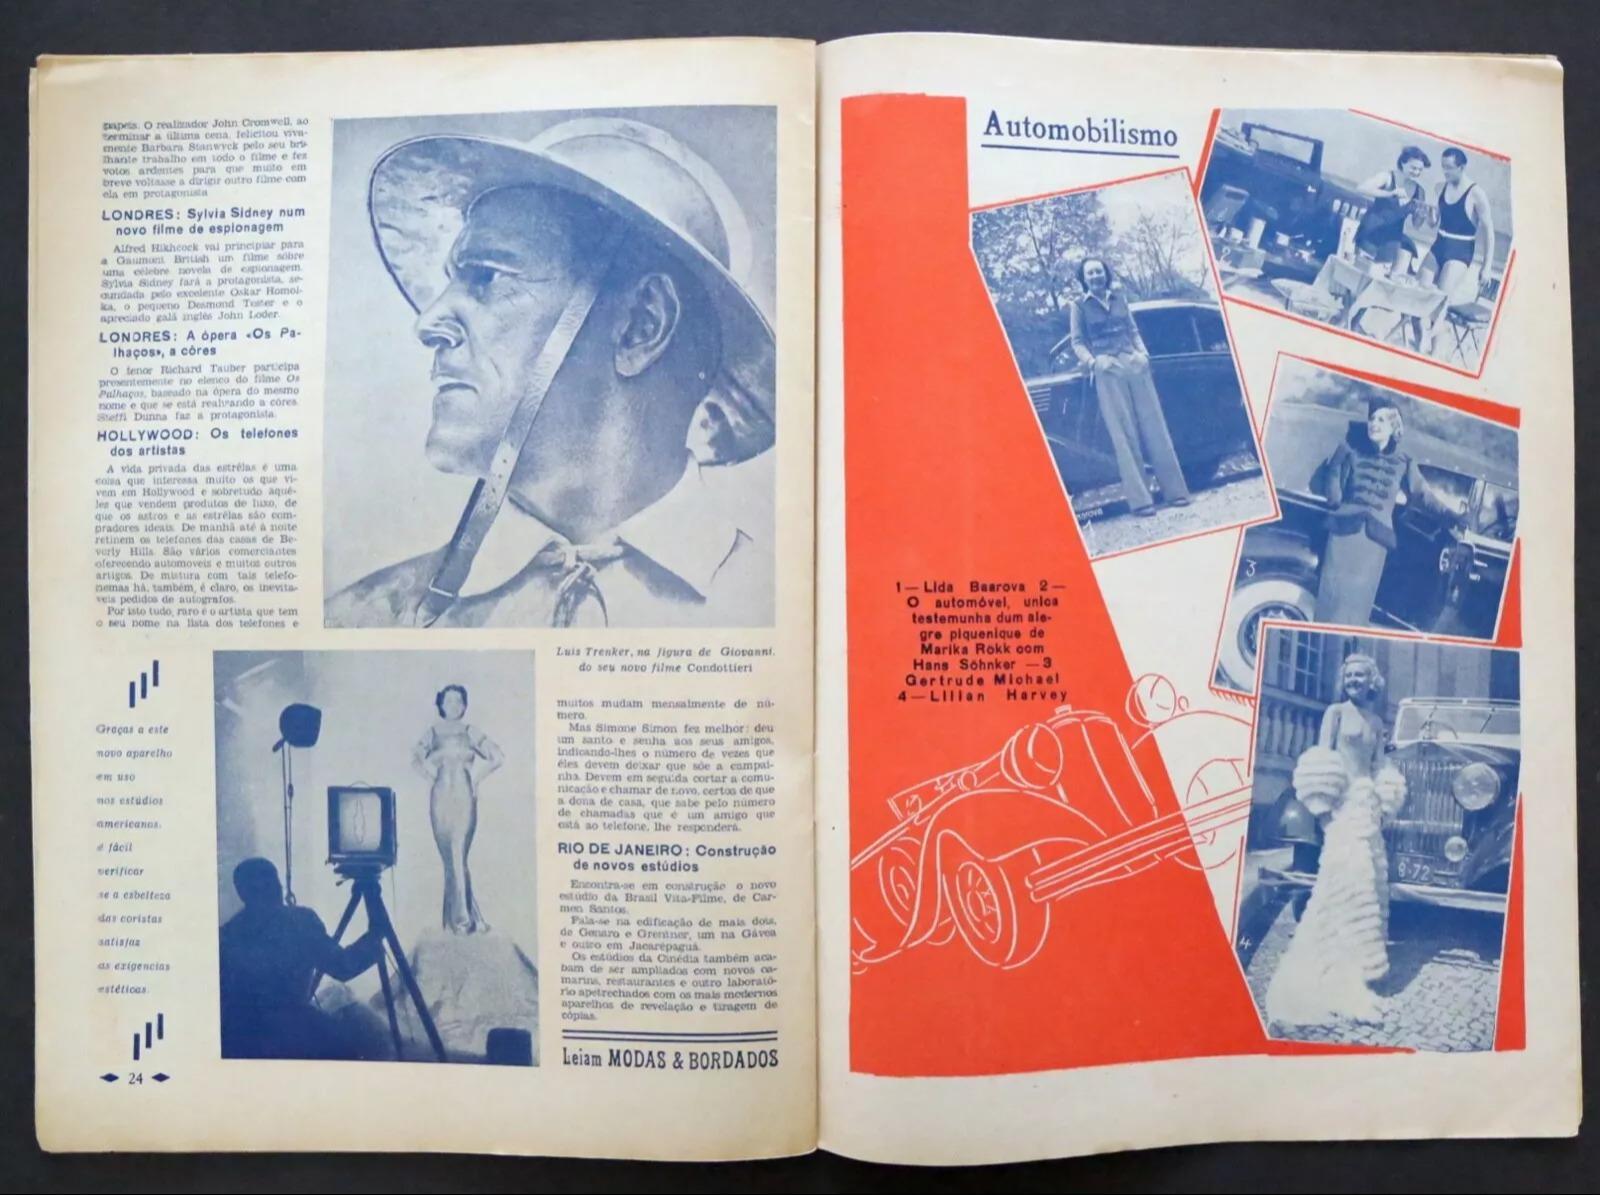 papeis. O realizador John Cromwell, ao
terminar a última cena, felicitou viva-
mente Barbara Stanwyck pelo seu bri-
lhante trabalho em todo o filme e fez
votos ardentes para que muito em
breve voltasse a dirigir outro filme com
ela em protagonista
LONDRES: Sylvia Sidney num
novo filme de espionagem
Alfred Hikhcock vai principiar para
a Gaumont British um filme sôbre
uma célebre novela de espionagem.
Sylvia Sidney fará a protagonista, se-
cundada pelo excelente Oskar Homol-
ka, o pequeno Desmond Tester e o
apreciado galã inglês John Loder.
LONDRES: A ópera «Os Pa-
lhaços», a côres
O tenor Richard Tauber participa
presentemente no elenco do filme Os
Palhaços, baseado na ópera do mesmo
nome e que se está realizando a côres.
Steffi Dunna faz a protagonista.
HOLLYWOOD: Os telefones
dos artistas
A vida privada das estrêlas é uma
coisa que interessa muito os que vi-
vem em Hollywood e sobretudo aquê-
les que vendem produtos de luxo, de
que os astros e as estrêlas são com-
pradores ideais. De manhã até à noite
retinem os telefones das casas de Be-
verly Hills. São vários comerciantes
oferecendo automoveis e muitos outros
artigos. De mistura com tais telefo-
nemas há, também, é claro, os inevita-
veis pedidos de autografos.
Por isto tudo, raro é o artista que tem
o seu nome na lista dos telefones e
Luis Trenker, na figura de Giovanni,
do seu novo filme Condottieri
Graças a este
novo aparelho
em uso
nos estúdios
americanos,
é fácil
verificar
se a esbelteza
das coristas
satisfaz
as exigencias
estéticas.
24
muitos mudam mensalmente de nú-
mero.
Mas Simone Simon fez melhor: deu
um santo e senha aos seus amigos,
indicando-lhes o número de vezes que
êles devem deixar que sôe a campai-
nha. Devem em seguida cortar a comu-
nicação e chamar de novo, certos de que
a dona de casa, que sabe pelo número
de chamadas que é um amigo que
está ao telefone, lhe responderá.
RIO DE JANEIRO: Construção
de novos estúdios
Encontra-se em construção o novo
estúdio da Brasil Vita-Filme, de Car-
men Santos.
Fala-se na edificação de mais dois,
de Genaro e Grentner, um na Gávea
e outro em Jacarépaguá.
Os estúdios da Cinédia também aca-
bam de ser ampliados com novos ca-
marins, restaurantes e outro laborató-
rio apetrechados com os mais modernos
aparelhos de revelação e tiragem de
cópias.
Leiam MODAS & BORDADOS
Automobilismo
1
2
3
4
8-72
1— Lida Baarova 2—
O automóvel, unica
testemunha dum ale-
gre piquenique de
Marika Rokk com
Hans Söhnker —3
Gertrude Michael
4— Lilian Harvey